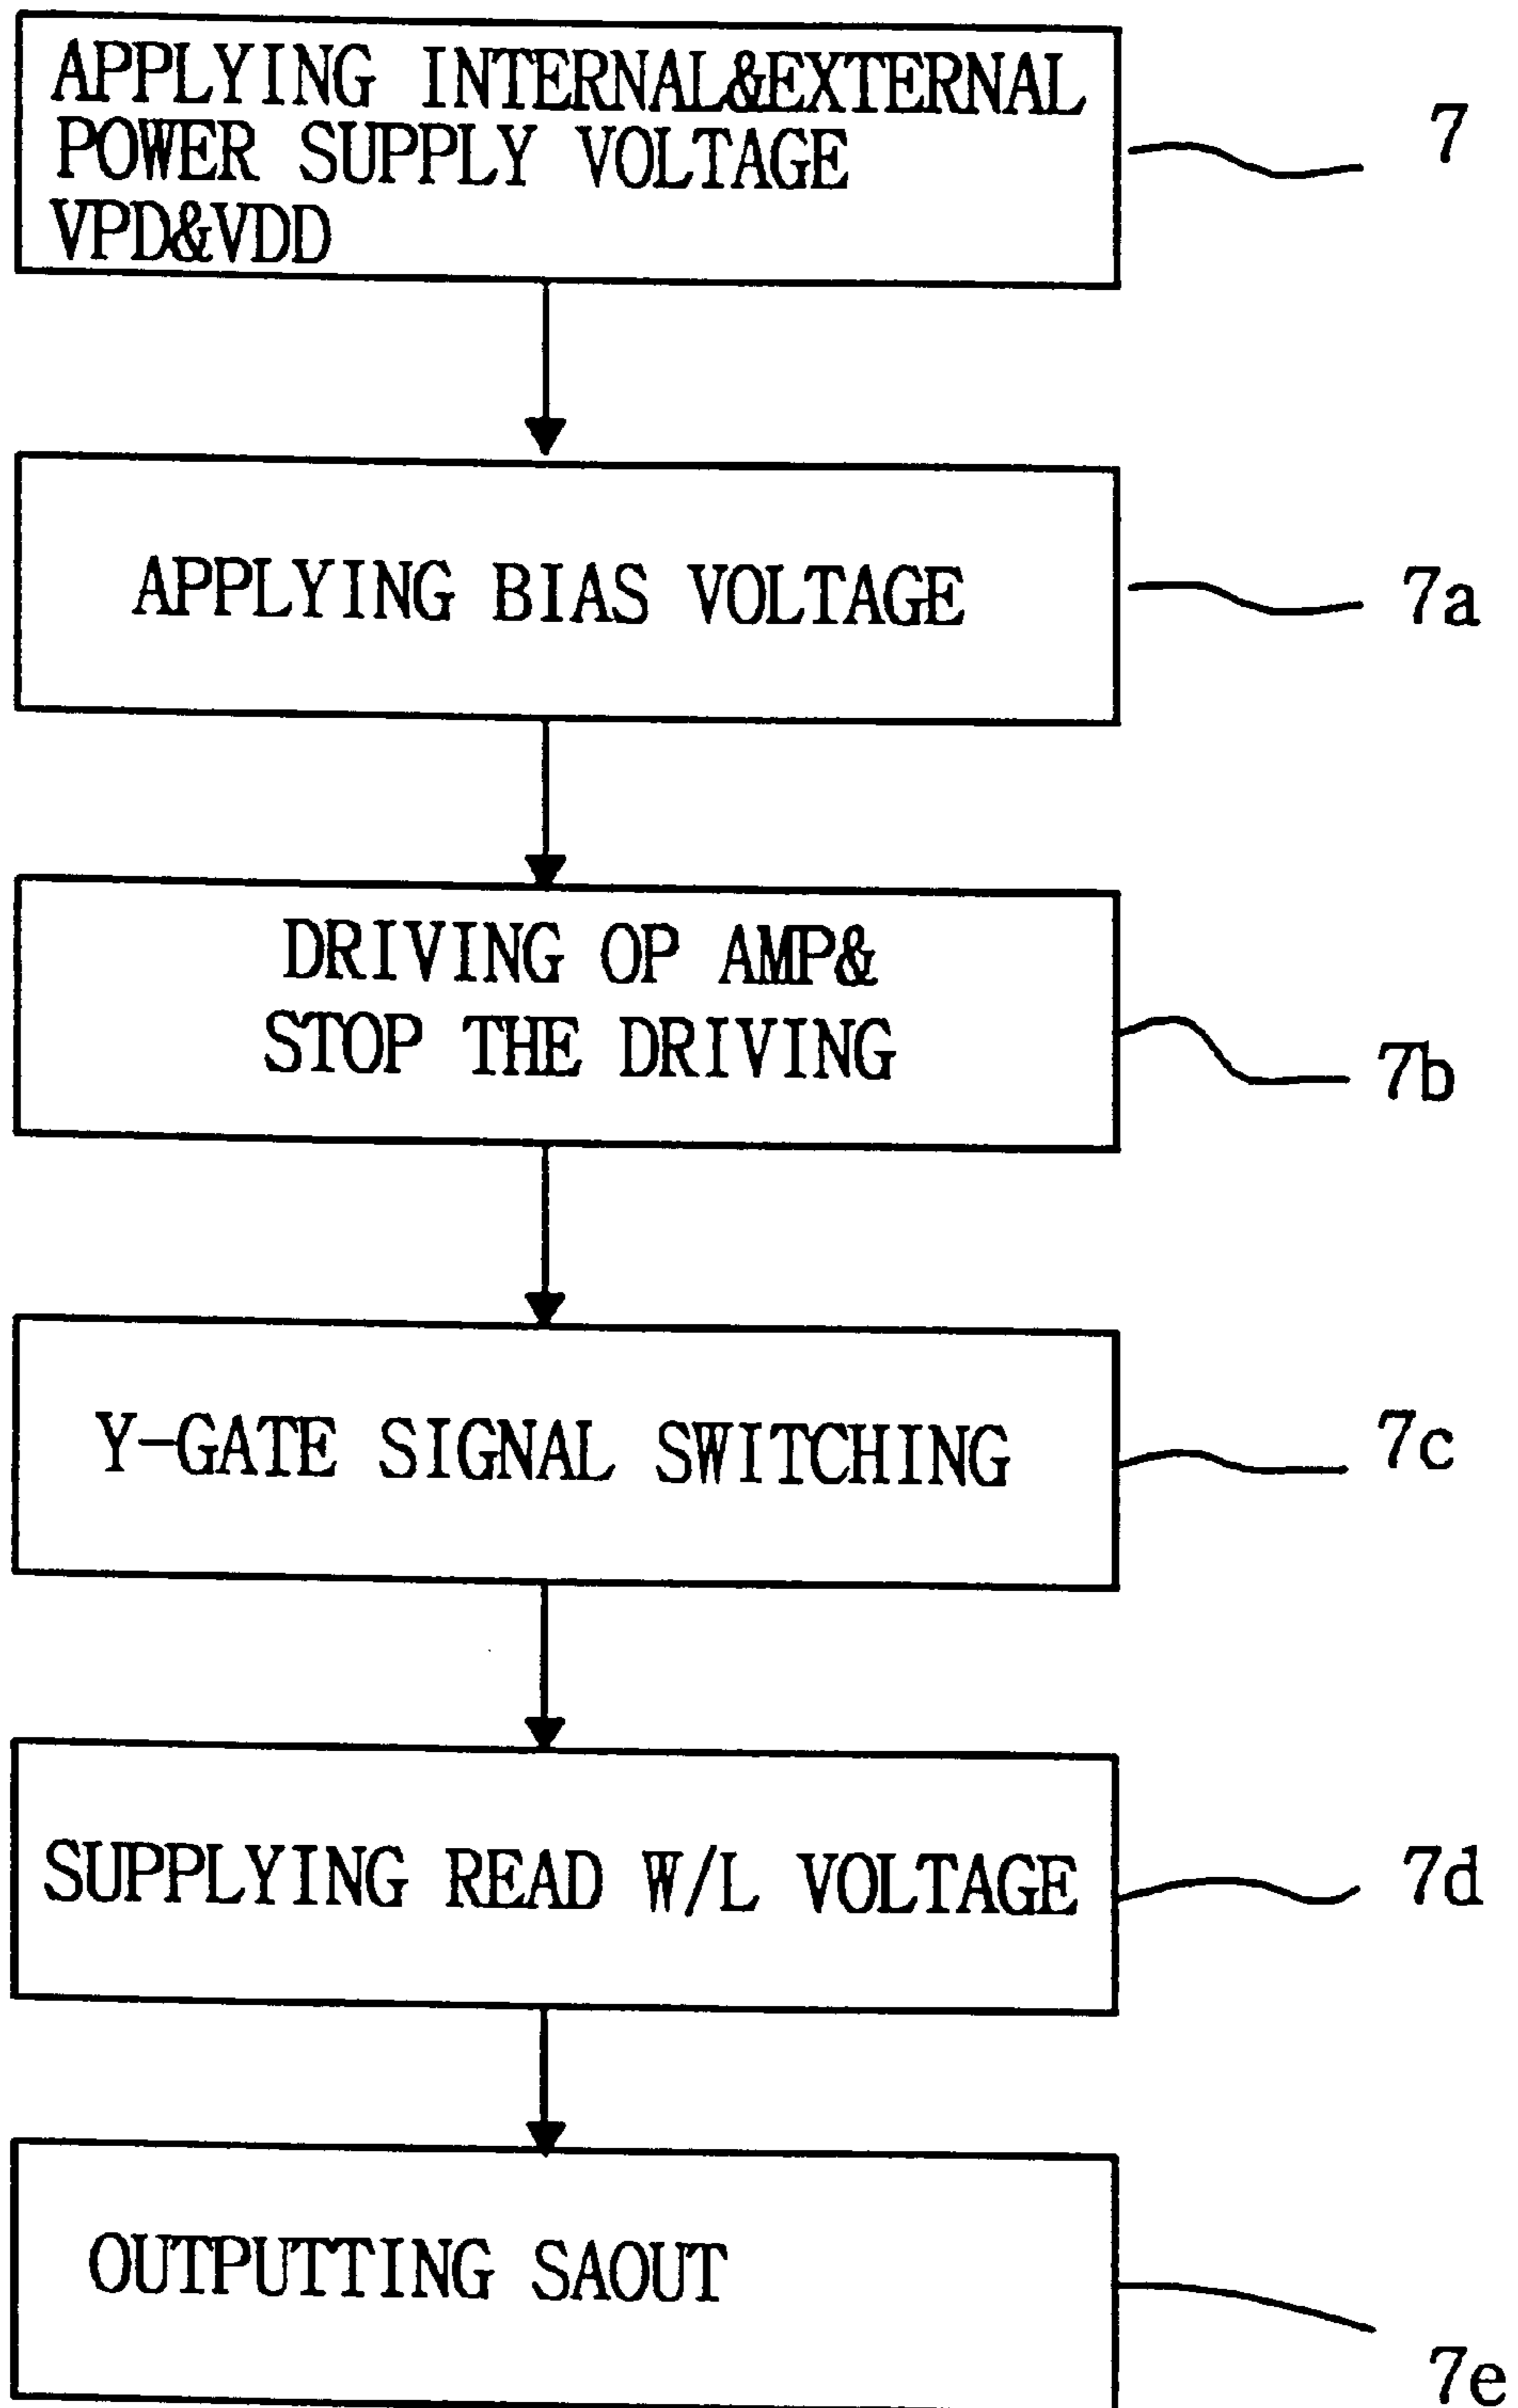 APPLYING INTERNAL&EXTERNAL
POWER SUPPLY VOLTAGE
VPD&VDD
7
APPLYING BIAS VOLTAGE
7a
DRIVING OP AMP&
STOP THE DRIVING
7b
Y-GATE SIGNAL SWITCHING
7c
SUPPLYING READ W/L VOLTAGE
7d
OUTPUTTING SAOUT
7e